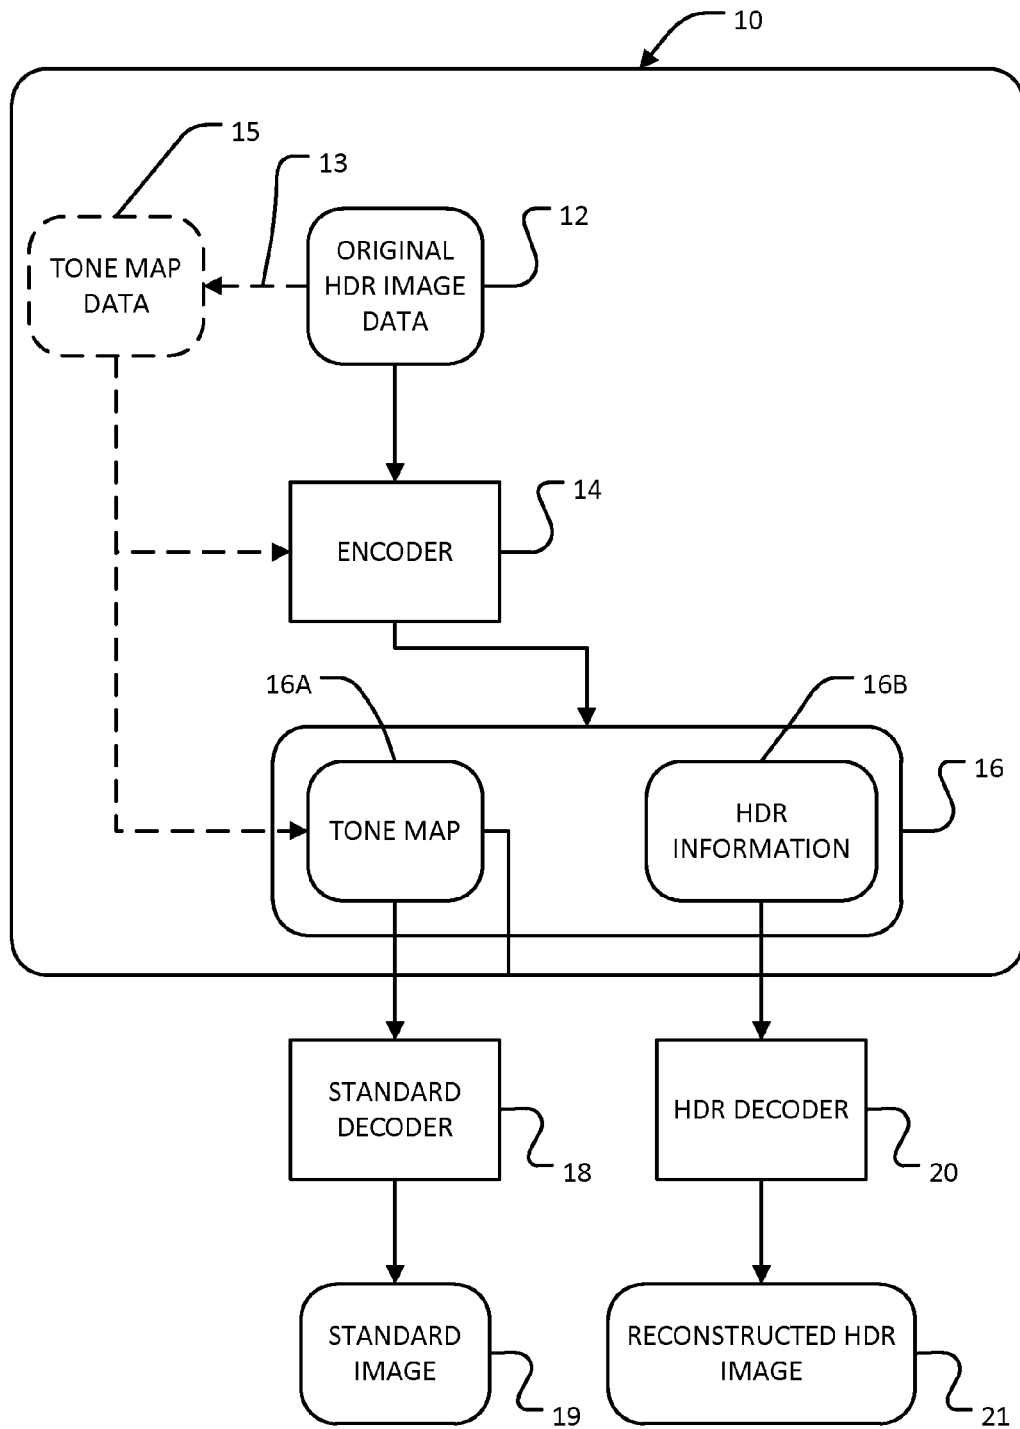 10
15
13
12
TONE MAP
DATA
ORIGINAL
HDR IMAGE
DATA
14
ENCODER
16A
16B
16
TONE MAP
HDR
INFORMATION
STANDARD
DECODER
HDR DECODER
18
20
STANDARD
IMAGE
RECONSTRUCTED HDR
IMAGE
19
21